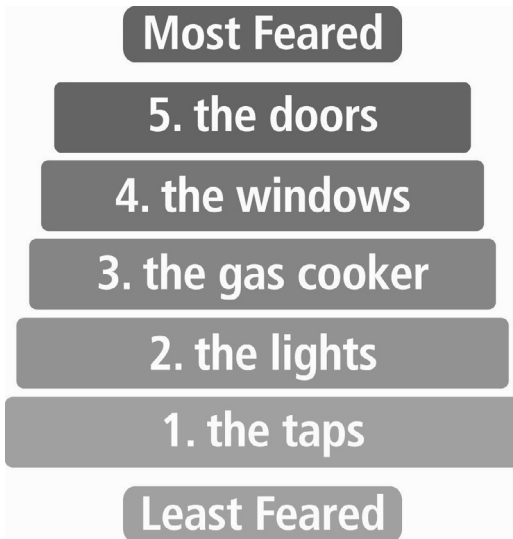 Most Feared
5. the doors
4. the windows
3. the gas cooker
2. the lights
1. the taps
Least Feared